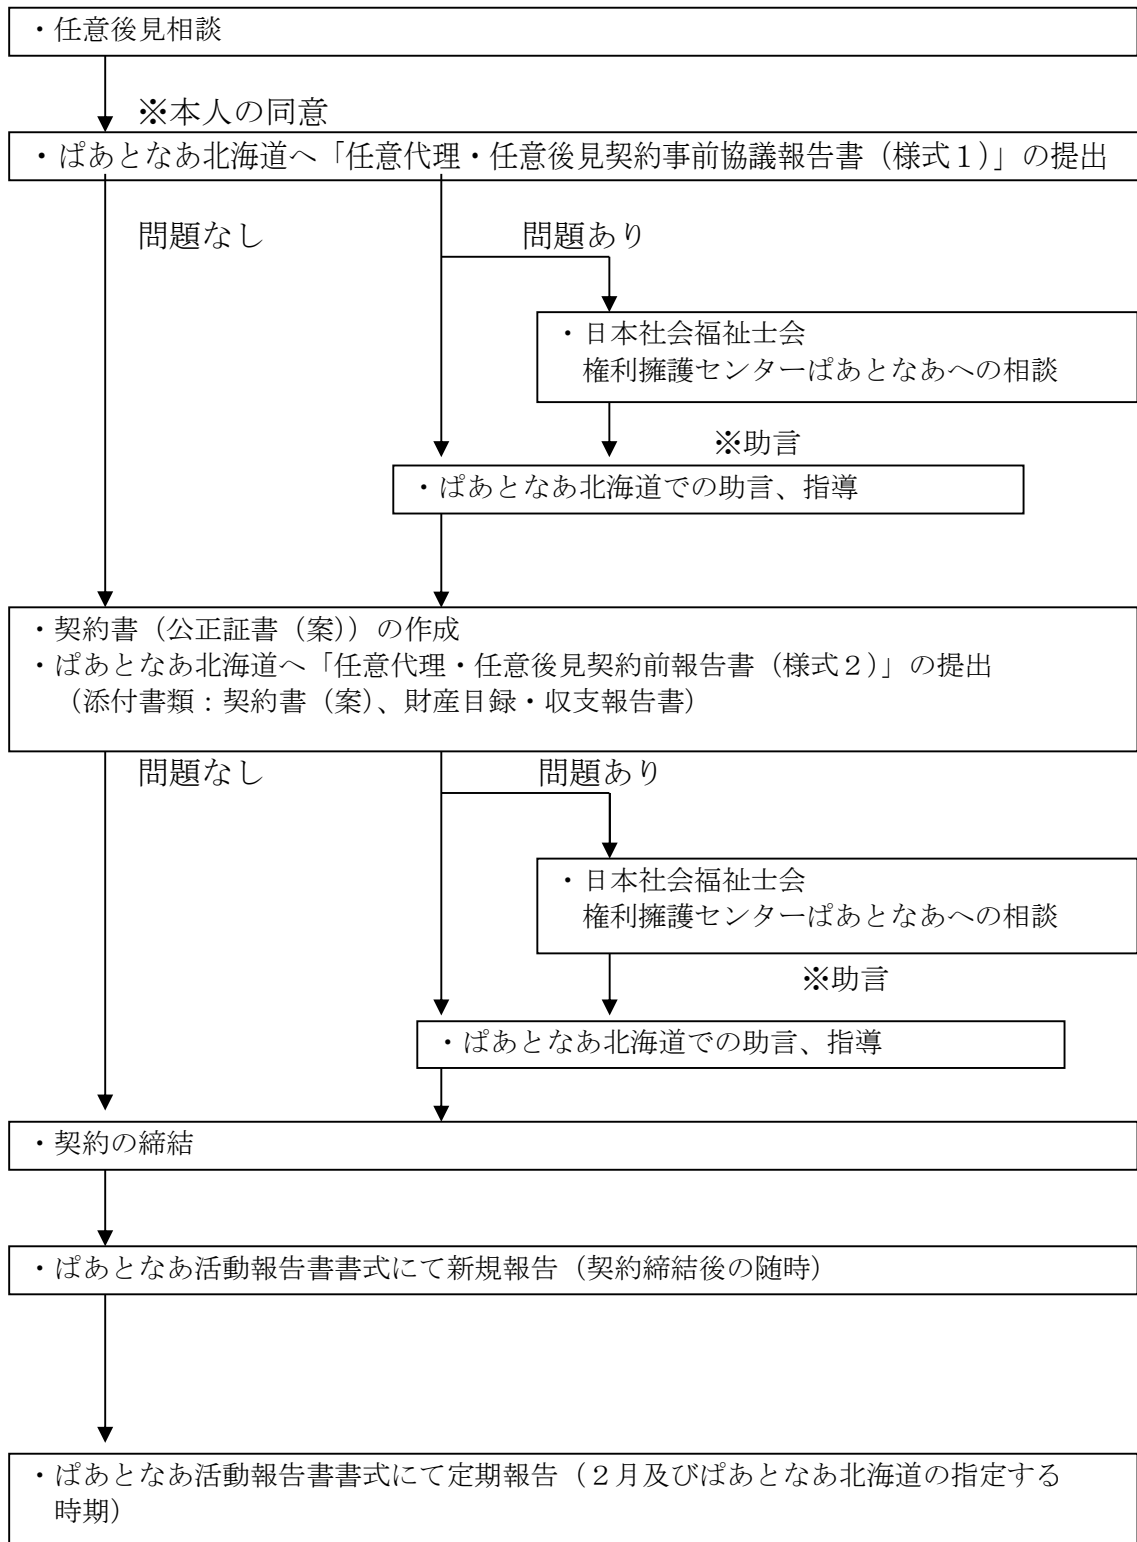 ・任意後見相談
※本人の同意
・ぱあとなあ北海道へ「任意代理・任意後見契約事前協議報告書（様式１）」の提出
問題なし
問題あり
・日本社会福祉士会
権利擁護センターぱあとなあへの相談
※助言
・ぱあとなあ北海道での助言、指導
・契約書（公正証書（案））の作成
・ぱあとなあ北海道へ「任意代理・任意後見契約前報告書（様式２）」の提出
（添付書類：契約書（案）、財産目録・収支報告書）
問題なし
問題あり
・日本社会福祉士会
権利擁護センターぱあとなあへの相談
※助言
・ぱあとなあ北海道での助言、指導
・契約の締結
・ぱあとなあ活動報告書書式にて新規報告（契約締結後の随時）
・ぱあとなあ活動報告書書式にて定期報告（２月及びぱあとなあ北海道の指定する
時期）